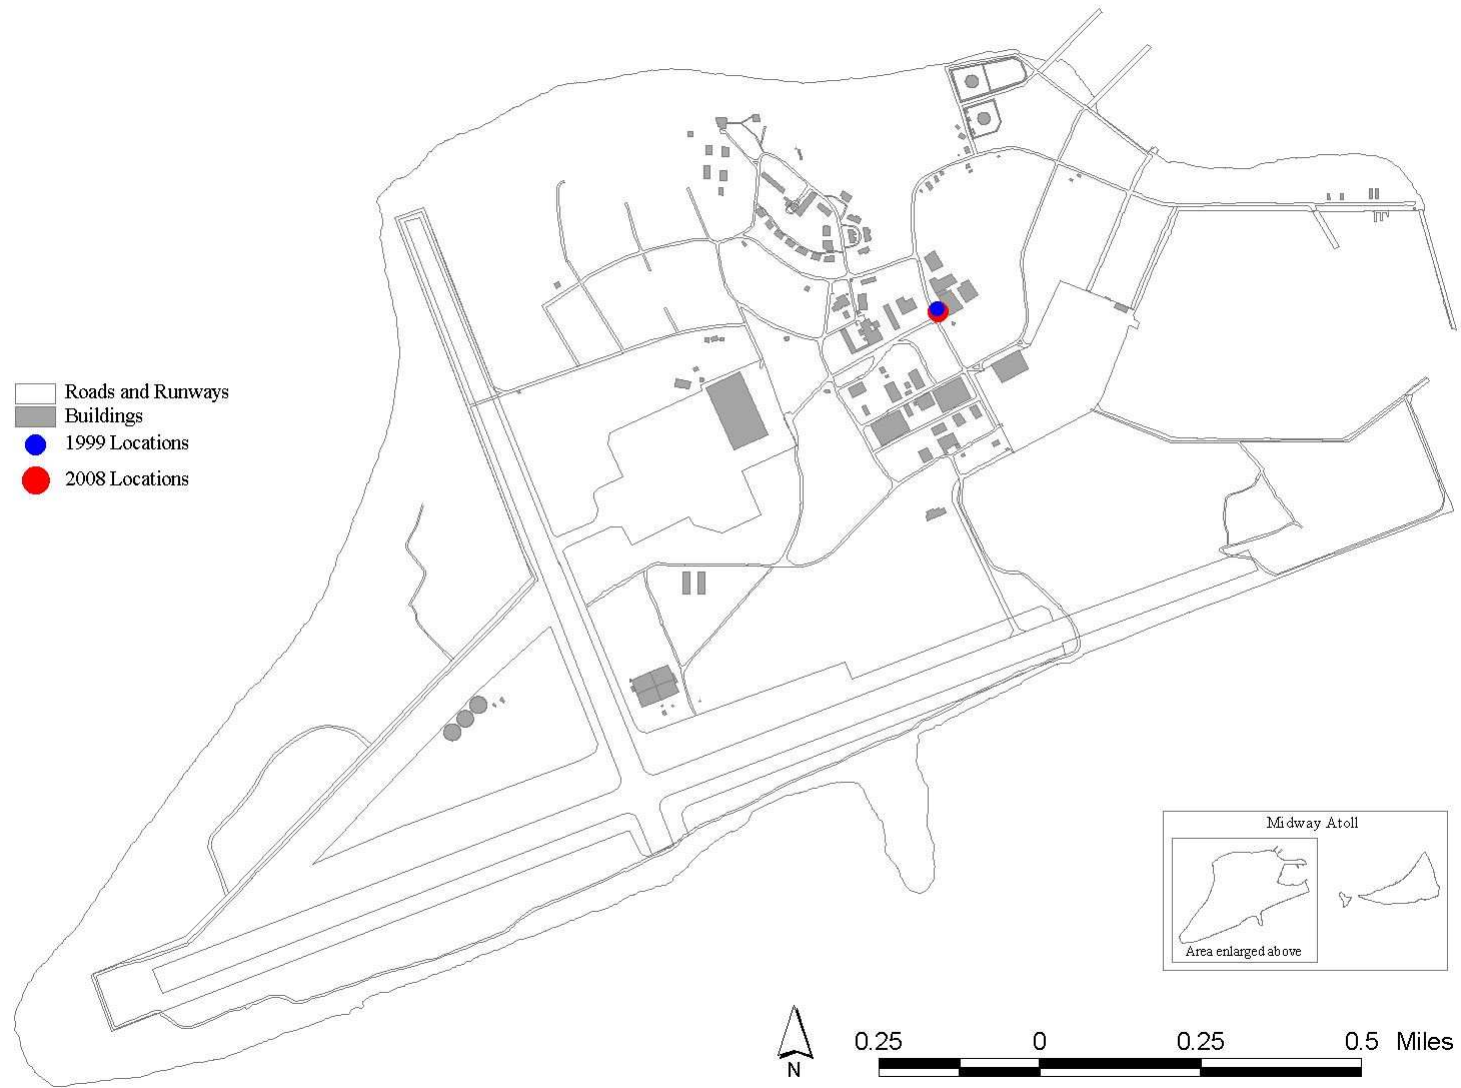 Roads and Runways
Buildings
1999 Locations
2008 Locations
Midway Atoll
Area enlarged above
N
0.25 0 0.25 0.5 Miles